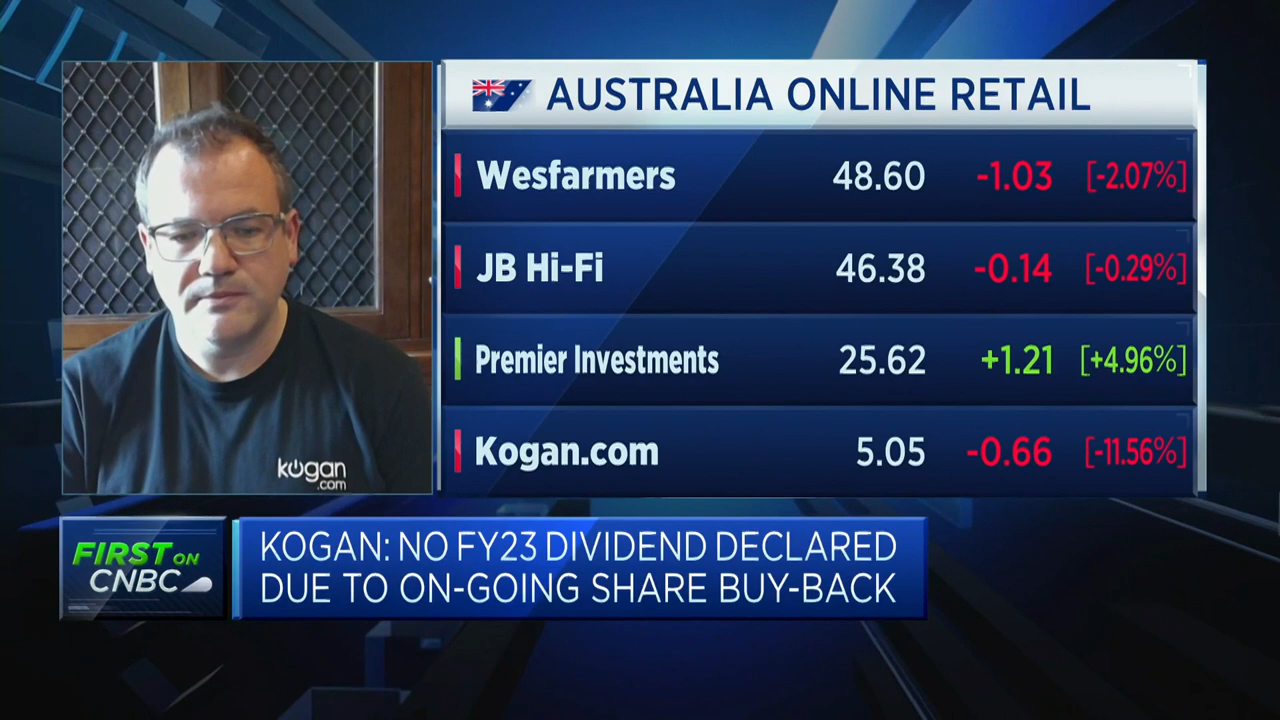 AUSTRALIA ONLINE RETAIL
Wesfarmers 48.60 -1.03 [-2.07%]
JB Hi-Fi 46.38 -0.14 [-0.29%]
Premier Investments 25.62 +1.21 [+4.96%]
Kogan.com 5.05 -0.66 [-11.56%]
kogan
.com
FIRST ON
CNBC
KOGAN: NO FY23 DIVIDEND DECLARED
DUE TO ON-GOING SHARE BUY-BACK